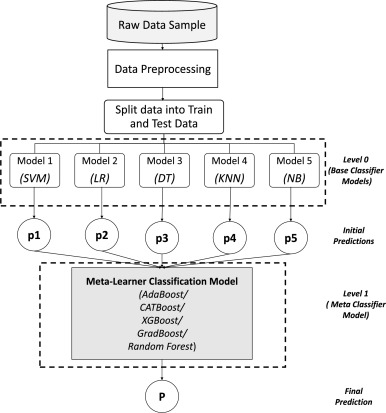 Raw Data Sample
Data Preprocessing
Split data into Train
and Test Data
Model 1
(SVM)
Model 2
(LR)
Model 3
(DT)
Model 4
(KNN)
Model 5
(NB)
Level 0
(Base Classifier
Models)
p1
p2
p3
p4
p5
Initial
Predictions
Meta-Learner Classification Model
(AdaBoost/
CATBoost/
XGBoost/
GradBoost/
Random Forest)
Level 1
( Meta Classifier
Model)
P
Final
Prediction